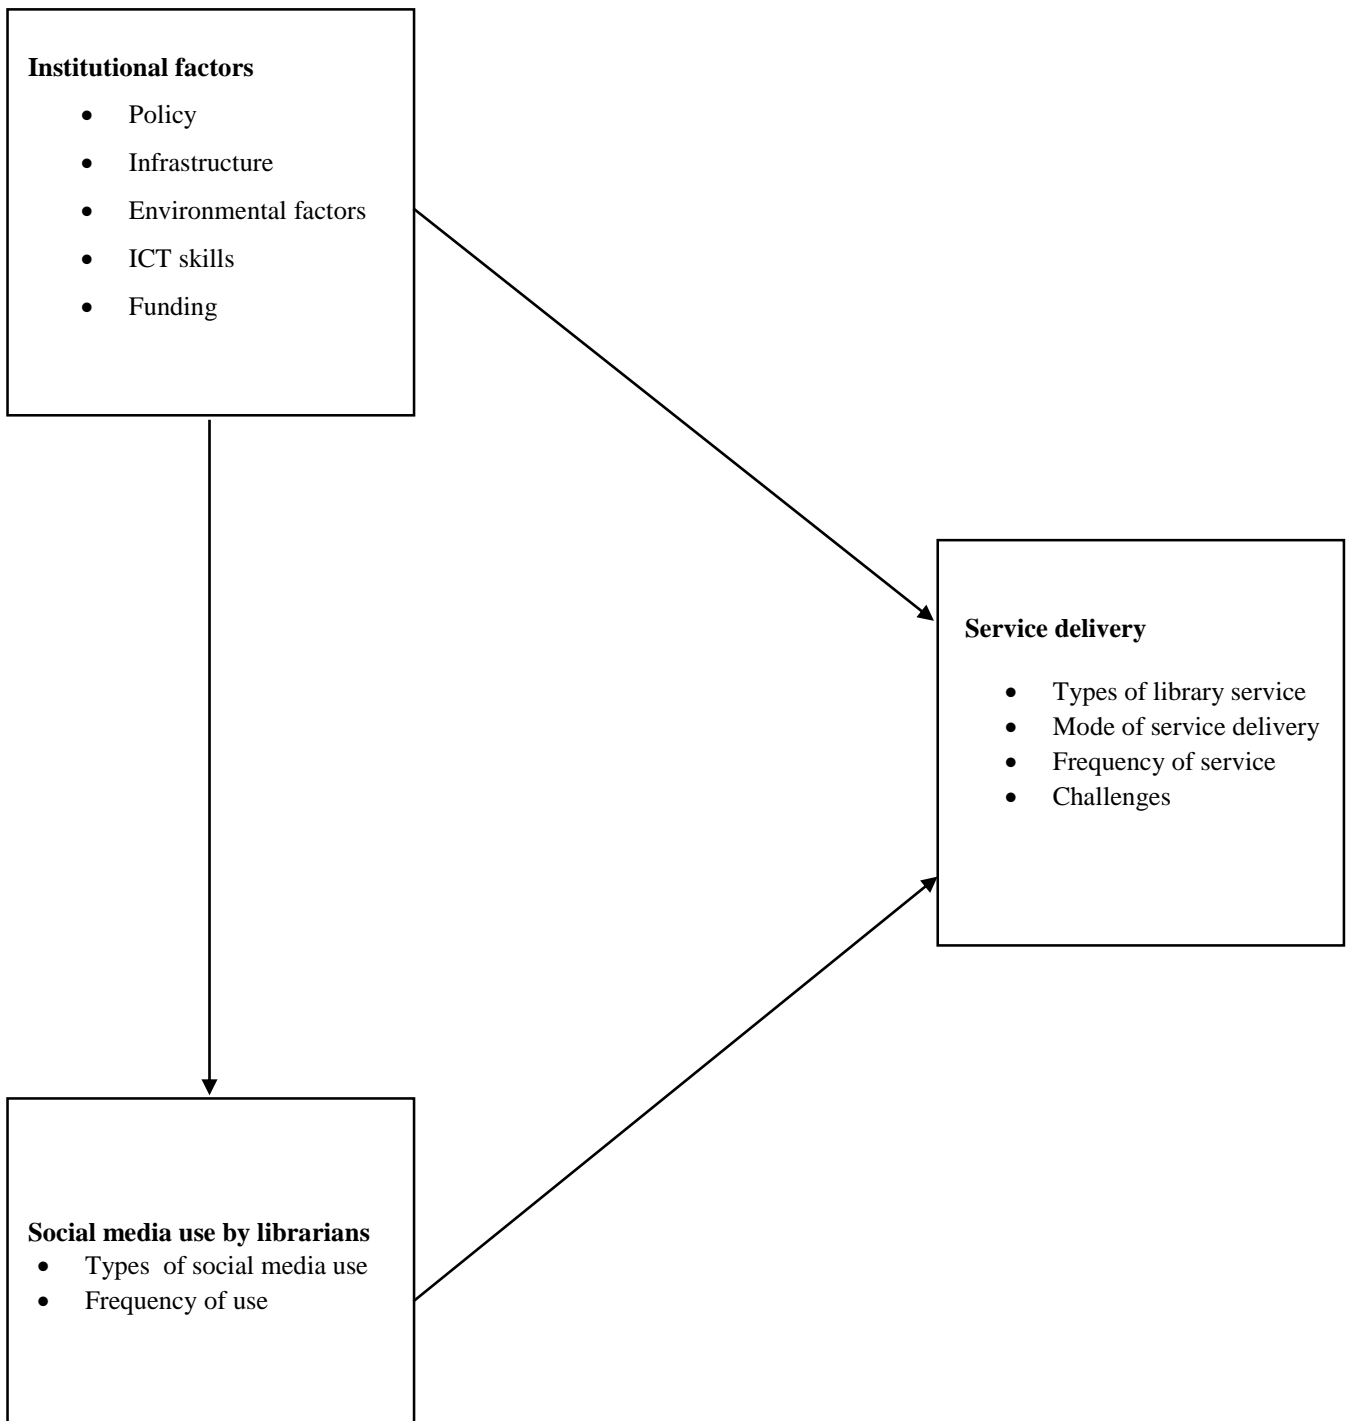 Institutional factors
• Policy
• Infrastructure
• Environmental factors
• ICT skills
• Funding
Service delivery
• Types of library service
• Mode of service delivery
• Frequency of service
• Challenges
Social media use by librarians
• Types  of social media use
• Frequency of use